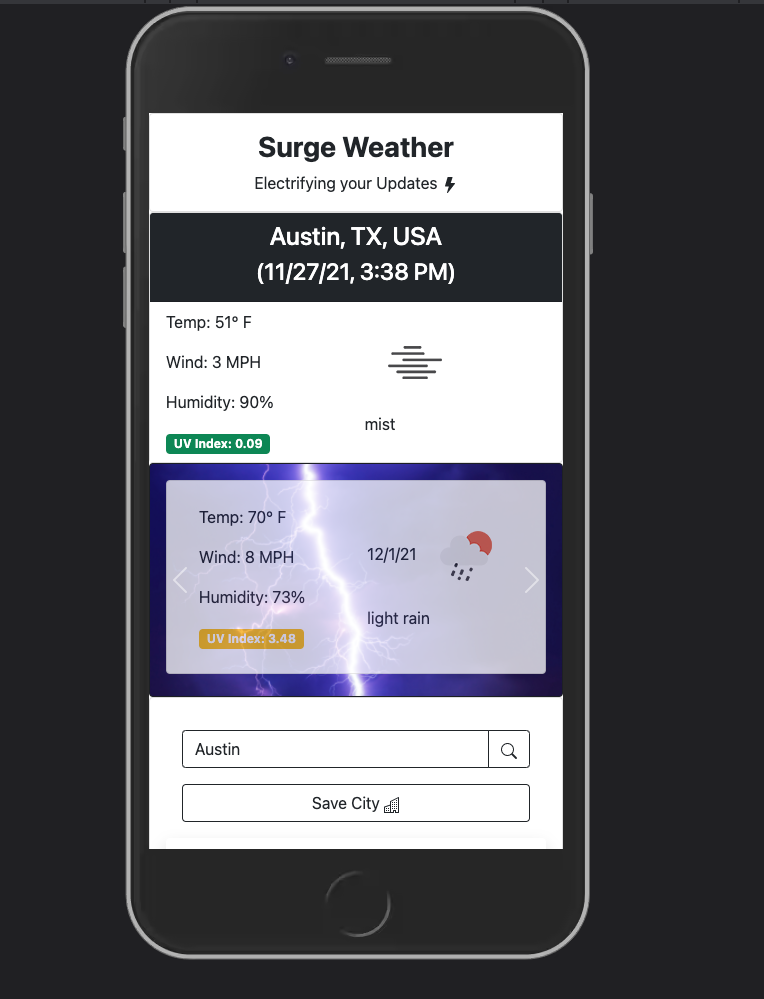 Surge Weather
Electrifying your Updates
Austin, TX, USA
(11/27/21, 3:38 PM)
Temp: 51° F
Wind: 3 MPH
Humidity: 90%
mist
UV Index: 0.09
Temp: 70° F
Wind: 8 MPH
12/1/21
Humidity: 73%
light rain
UV Index: 3.48
Austin
Save City